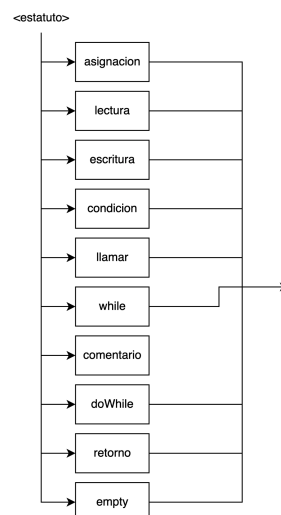 <estatuto>
asignacion
lectura
escritura
condicion
llamar
while
comentario
doWhile
retorno
empty